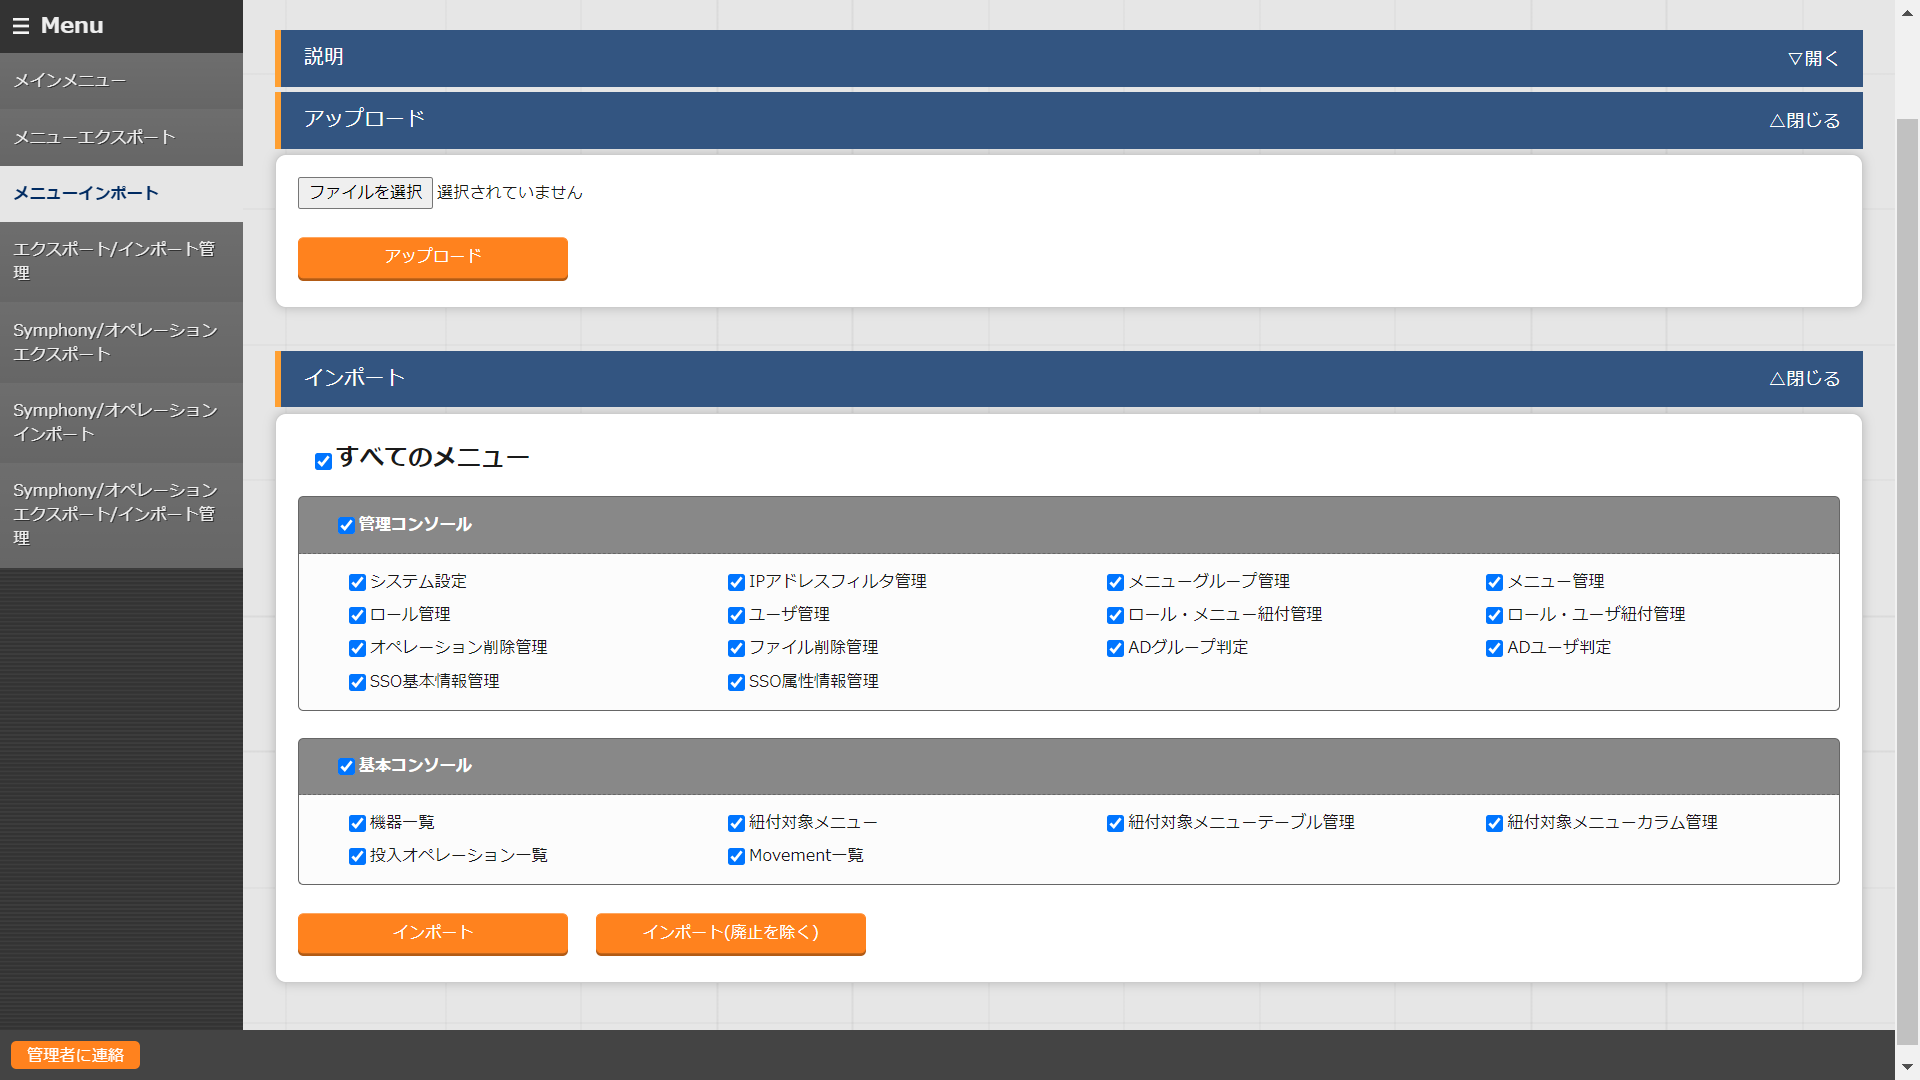 Menu
メインメニュー
メニューエクスポート
メニューインポート
エクスポート/インポート管
理
Symphony/オペレーション
エクスポート
Symphony/オペレーション
インポート
Symphony/オペレーション
エクスポート/インポート管
理
説明 ▽開く
アップロード △閉じる
ファイルを選択 選択されていません
アップロード
インポート △閉じる
すべてのメニュー
管理コンソール
システム設定 IPアドレスフィルタ管理 メニューグループ管理 メニュー管理
ロール管理 ユーザ管理 ロール・メニュー紐付管理 ロール・ユーザ紐付管理
オペレーション削除管理 ファイル削除管理 ADグループ判定 ADユーザ判定
SSO基本情報管理 SSO属性情報管理
基本コンソール
機器一覧 紐付対象メニュー 紐付対象メニューテーブル管理 紐付対象メニューカラム管理
投入オペレーション一覧 Movement一覧
インポート インポート(廃止を除く)
管理者に連絡